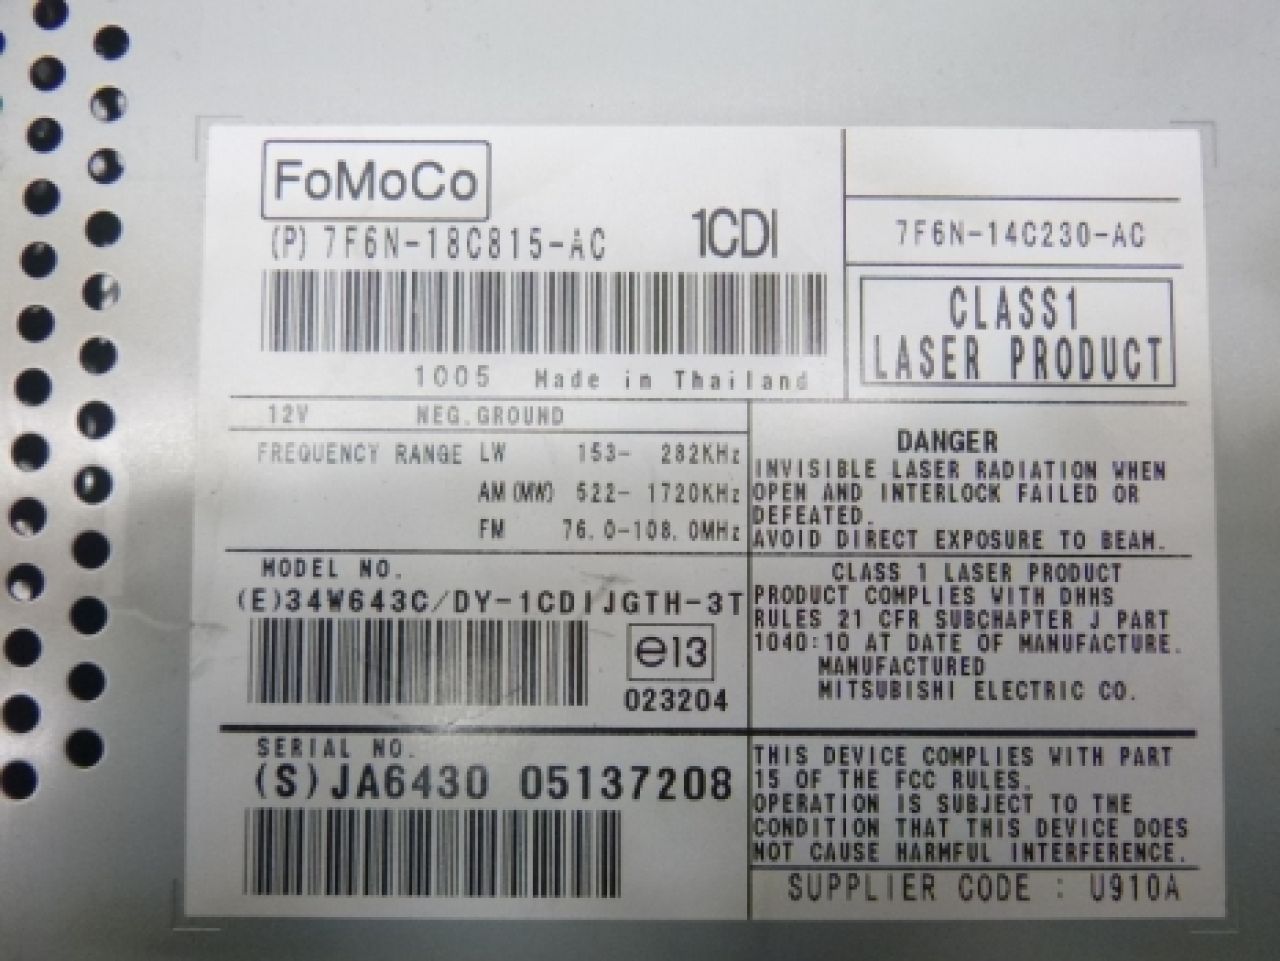 FoMoCo
(P) 7F6N-18C815-AC 1CDI
1005 Made in Thailand
7F6N-14C230-AC
CLASS1
LASER PRODUCT
12V NEG.GROUND
FREQUENCY RANGE LW 153- 282KHz
AM (MW) 522- 1720KHz
FM 76.0-108.0MHz
DANGER
INVISIBLE LASER RADIATION WHEN
OPEN AND INTERLOCK FAILED OR
DEFEATED.
AVOID DIRECT EXPOSURE TO BEAM.
MODEL NO.
(E)34W643C/DY-1CDIJGTH-3T
e13
023204
CLASS 1 LASER PRODUCT
PRODUCT COMPLIES WITH DHHS
RULES 21 CFR SUBCHAPTER J PART
1040:10 AT DATE OF MANUFACTURE.
MANUFACTURED
MITSUBISHI ELECTRIC CO.
SERIAL NO.
(S)JA6430 05137208
THIS DEVICE COMPLIES WITH PART
15 OF THE FCC RULES.
OPERATION IS SUBJECT TO THE
CONDITION THAT THIS DEVICE DOES
NOT CAUSE HARMFUL INTERFERENCE.
SUPPLIER CODE : U910A